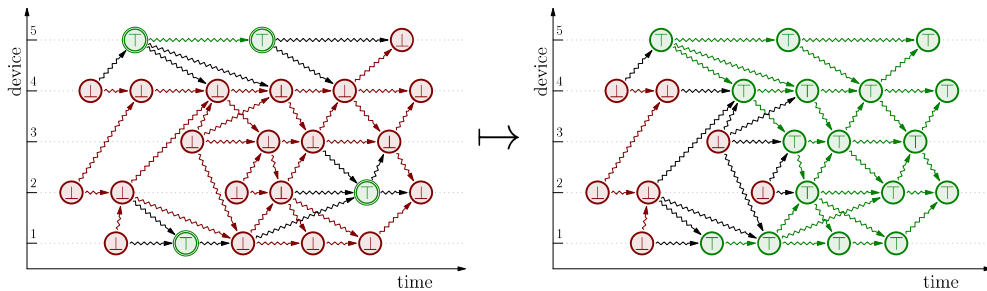 device
5 ⊤ ⊤ ⊥
4 ⊥ ⊥ ⊥ ⊥ ⊥ ⊥
3 ⊥ ⊥ ⊥ ⊥
2 ⊥ ⊥ ⊥ ⊥ ⊤ ⊥
1 ⊥ ⊤ ⊥ ⊥ ⊥
time
↦
device
5 ⊤ ⊤ ⊤
4 ⊥ ⊥ ⊤ ⊤ ⊤ ⊤
3 ⊥ ⊤ ⊤ ⊤
2 ⊥ ⊥ ⊥ ⊤ ⊤ ⊤
1 ⊥ ⊤ ⊤ ⊤ ⊤
time